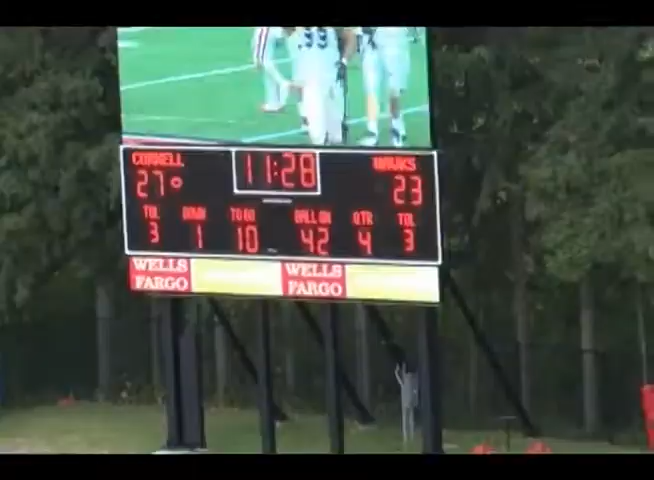 33
CORNELL 11:28 HAWKS
27 23
TOL DOWN TO GO BALL ON QTR TOL
3 1 10 42 4 3
WELLS FARGO WELLS FARGO